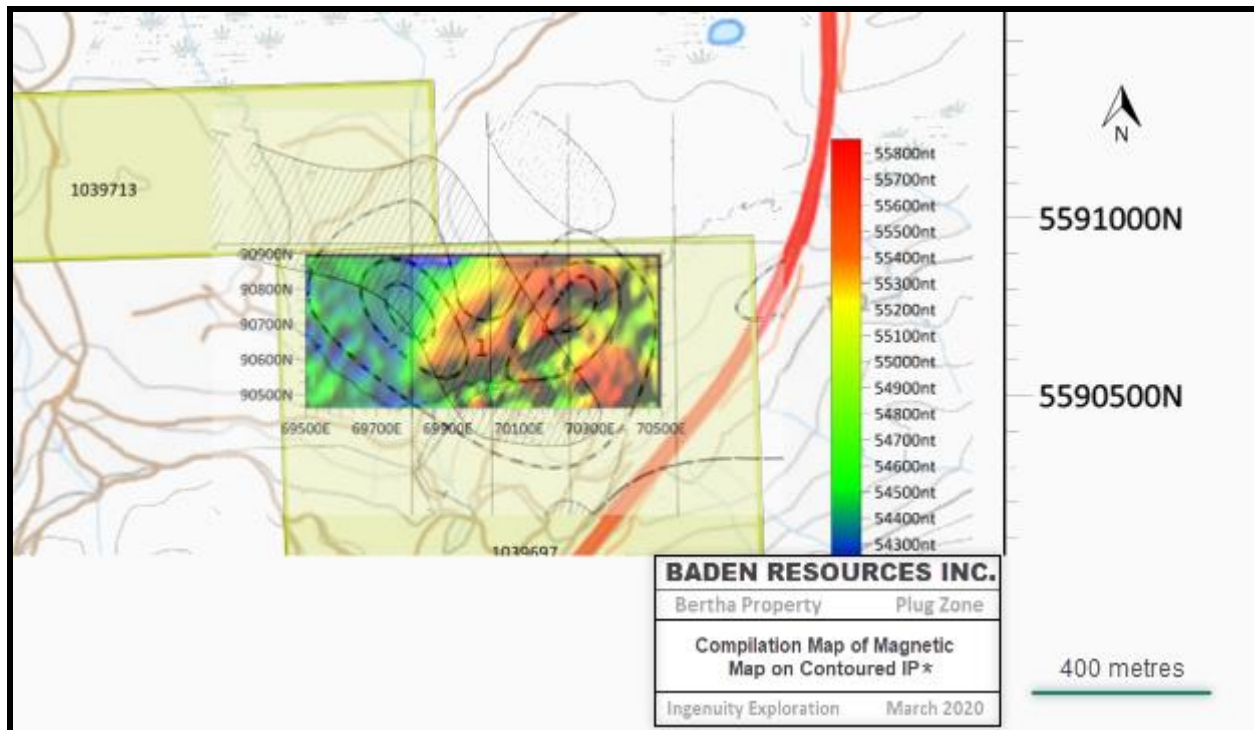 1039713
N
5591000N
55800nt
55700nt
55600nt
55500nt
55400nt
55300nt
55200nt
55100nt
55000nt
54900nt
54800nt
54700nt
54600nt
54500nt
54400nt
54300nt
90900N
90800N
90700N
90600N
90500N
1
5590500N
69500E 69700E 69900E 70100E 70300E 70500E
1039697
BADEN RESOURCES INC.
Bertha Property Plug Zone
Compilation Map of Magnetic
Map on Contoured IP*
Ingenuity Exploration March 2020
400 metres